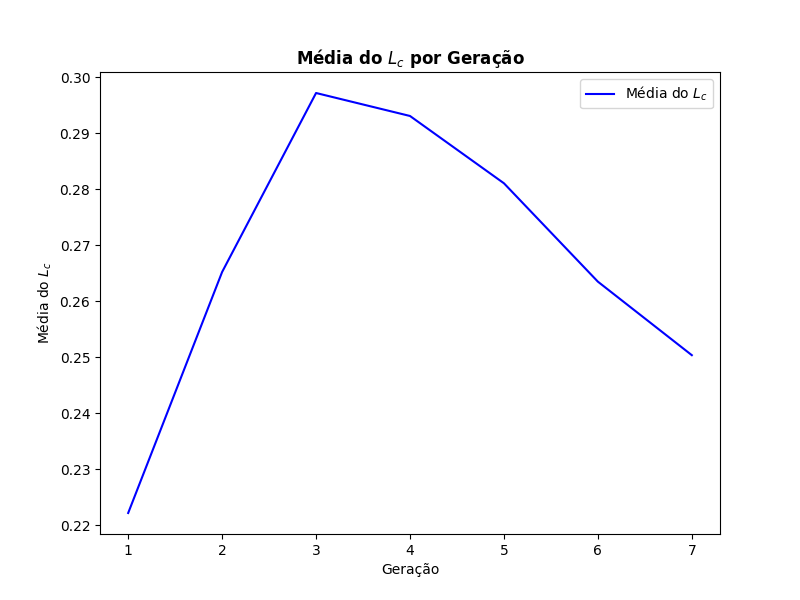 Média do $L_c$ por Geração
Média do $L_c$
0.30
0.29
0.28
0.27
0.26
0.25
0.24
0.23
0.22
Média do $L_c$
1 2 3 4 5 6 7
Geração